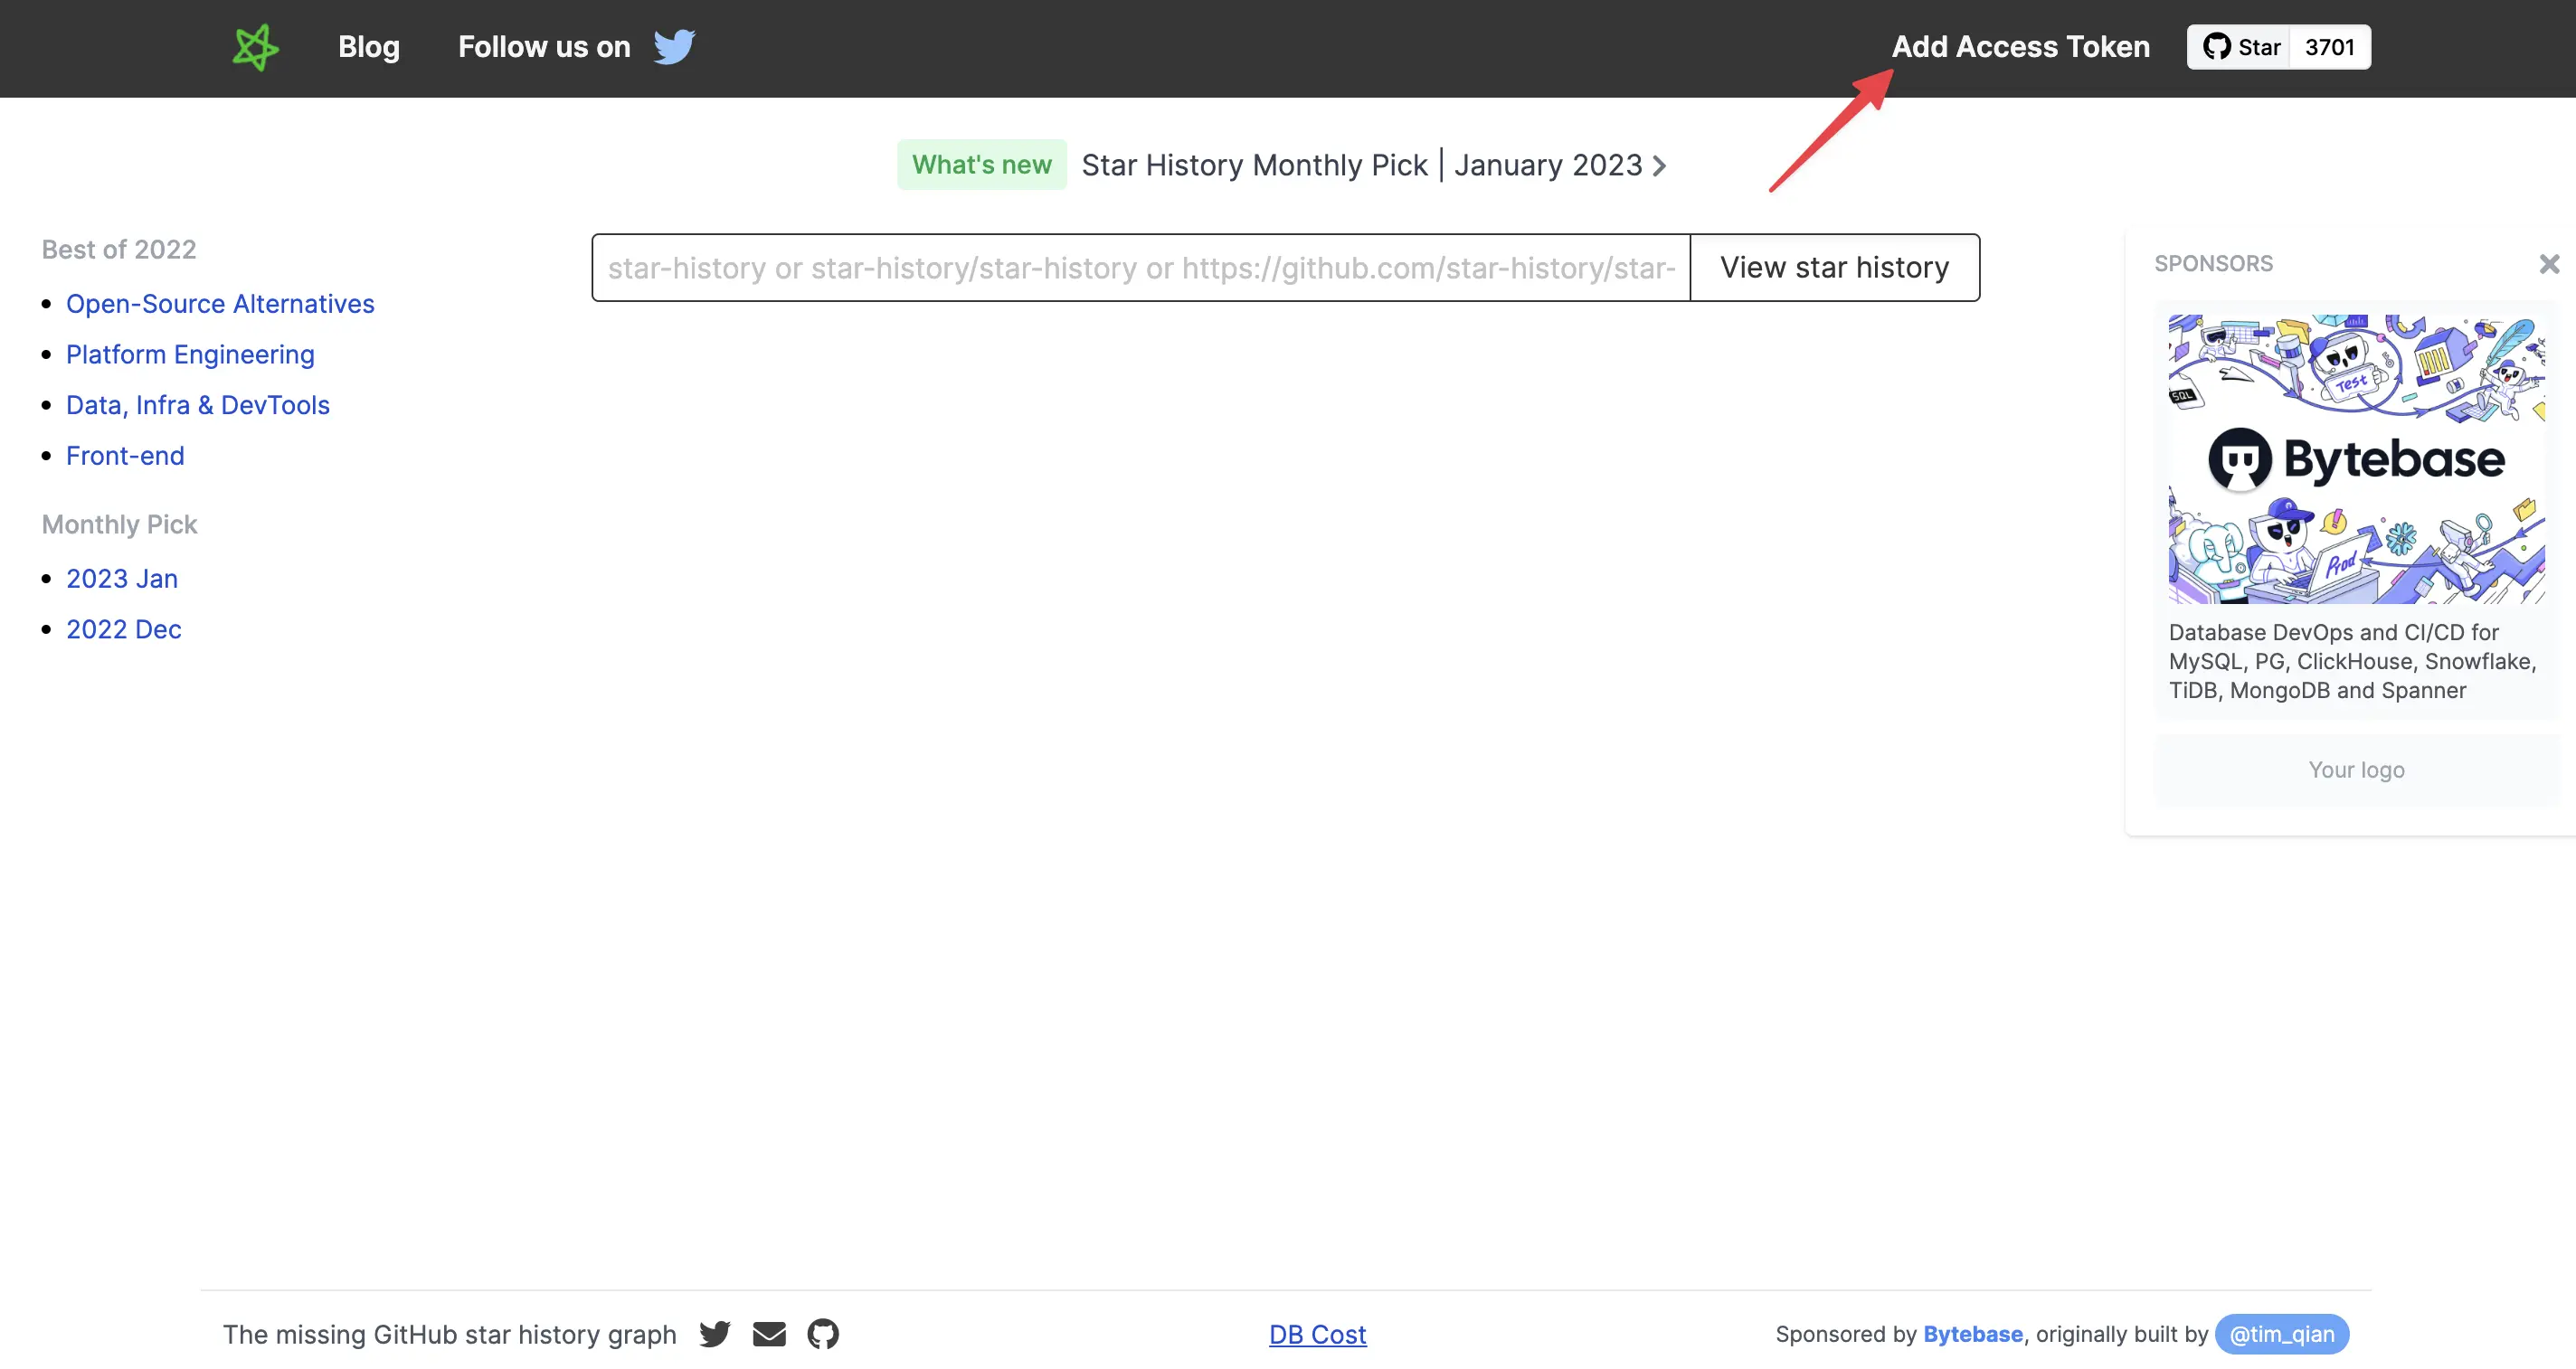 Blog Follow us on Add Access Token Star 3701
What's new Star History Monthly Pick | January 2023
Best of 2022
Open-Source Alternatives
Platform Engineering
Data, Infra & DevTools
Front-end
Monthly Pick
2023 Jan
2022 Dec
star-history or star-history/star-history or https://github.com/star-history/star- View star history
SPONSORS
SQL
Test
Bytebase
Prod
Database DevOps and CI/CD for
MySQL, PG, ClickHouse, Snowflake,
TiDB, MongoDB and Spanner
Your logo
The missing GitHub star history graph DB Cost Sponsored by Bytebase, originally built by @tim_qian